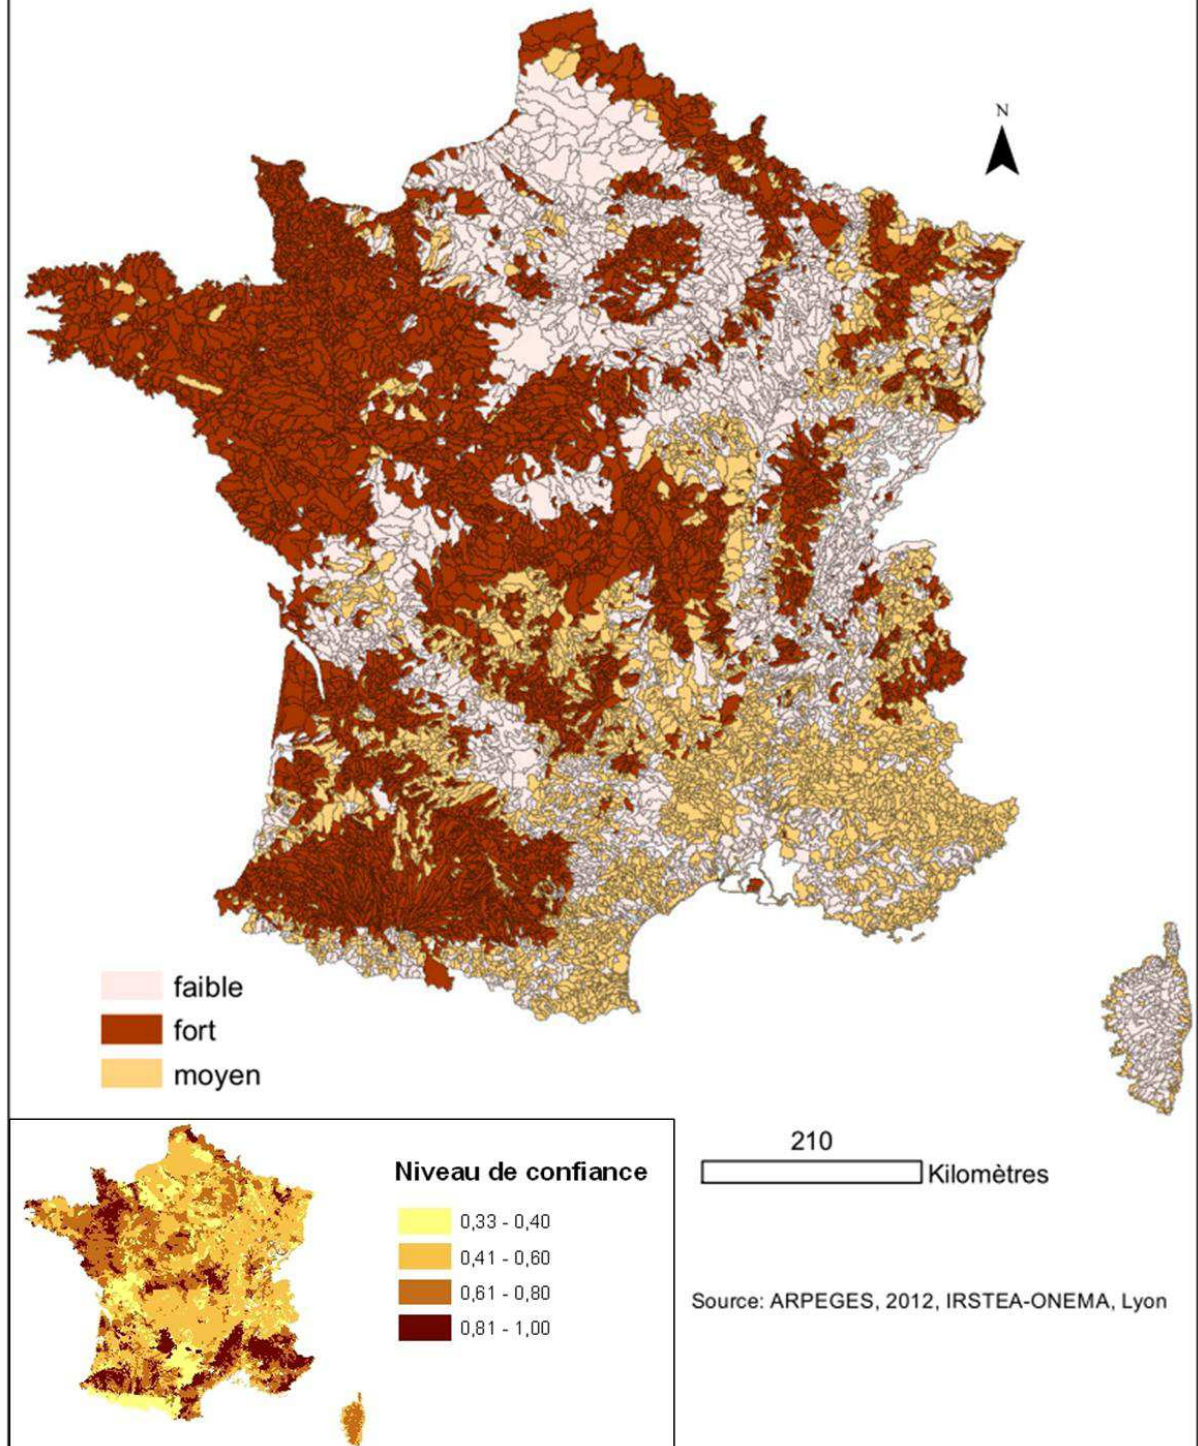 N
faible
fort
moyen
210
Kilomètres
Niveau de confiance
0,33 - 0,40
0,41 - 0,60
0,61 - 0,80
0,81 - 1,00
Source: ARPEGES, 2012, IRSTEA-ONEMA, Lyon